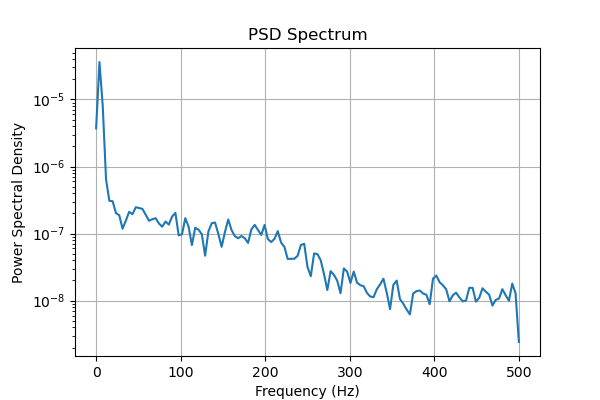 PSD Spectrum
Power Spectral Density
10⁻⁵
10⁻⁶
10⁻⁷
10⁻⁸
0 100 200 300 400 500
Frequency (Hz)